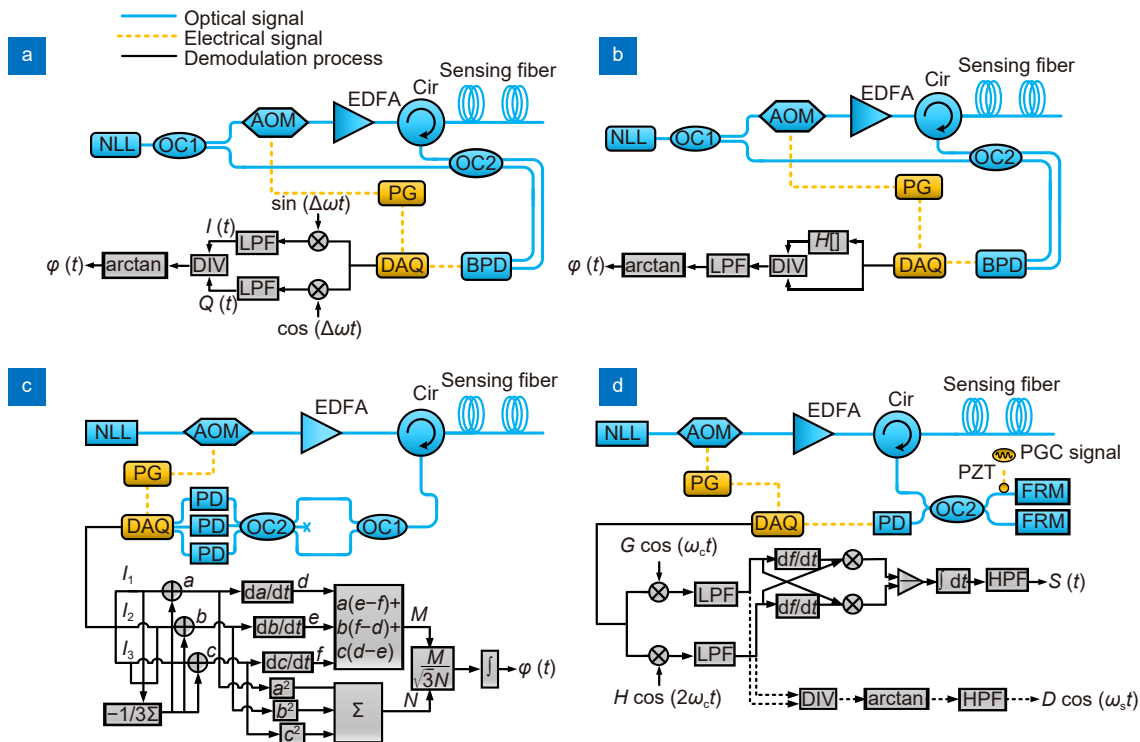 Optical signal
Electrical signal
Demodulation process
a
Sensing fiber
Cir
EDFA
AOM
NLL
OC1
OC2
PG
sin (Δωt)
I (t)
LPF
φ (t)
arctan
DIV
DAQ
BPD
LPF
Q (t)
cos (Δωt)
b
Sensing fiber
Cir
EDFA
AOM
NLL
OC1
OC2
PG
H[]
φ (t)
arctan
LPF
DIV
DAQ
BPD
c
Sensing fiber
Cir
EDFA
NLL
AOM
PG
PD
DAQ
PD
OC2
OC1
PD
I₁
a
da/dt
d
a(e−f)+
I₂
b
db/dt
e
b(f−d)+
M
I₃
c
dc/dt
f
c(d−e)
M
√3N
∫
φ (t)
a²
−1/3Σ
b²
Σ
N
c²
d
Sensing fiber
Cir
EDFA
NLL
AOM
PGC signal
PZT
PG
FRM
OC2
DAQ
PD
FRM
G cos (ω_c t)
df/dt
LPF
−
∫ dt
HPF
S (t)
df/dt
LPF
H cos (2ω_c t)
DIV
arctan
HPF
D cos (ω_s t)